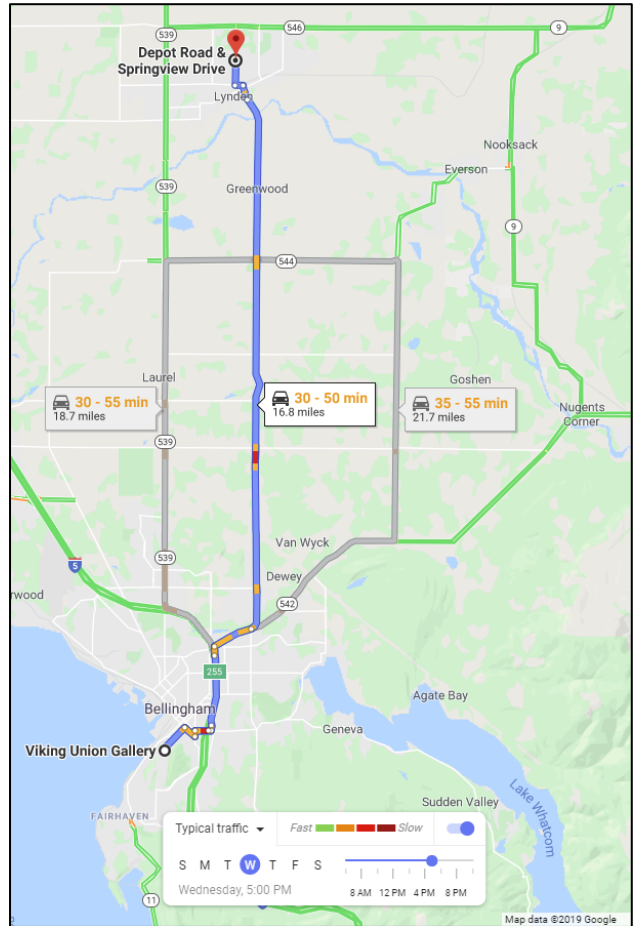 539
546
9
Depot Road &
Springview Drive
Lynden
Nooksack
Everson
539
Greenwood
9
544
Laurel
30 - 55 min
18.7 miles
30 - 50 min
16.8 miles
Goshen
35 - 55 min
21.7 miles
Nugents
Corner
539
Van Wyck
539
5
Dewey
rwood
542
255
Bellingham
Agate Bay
Geneva
Viking Union Gallery
Lake Whatcom
Sudden Valley
FAIRHAVEN
Typical traffic
Fast
Slow
S M T W T F S
Wednesday, 5:00 PM
8 AM 12 PM 4 PM 8 PM
11
Map data ©2019 Google